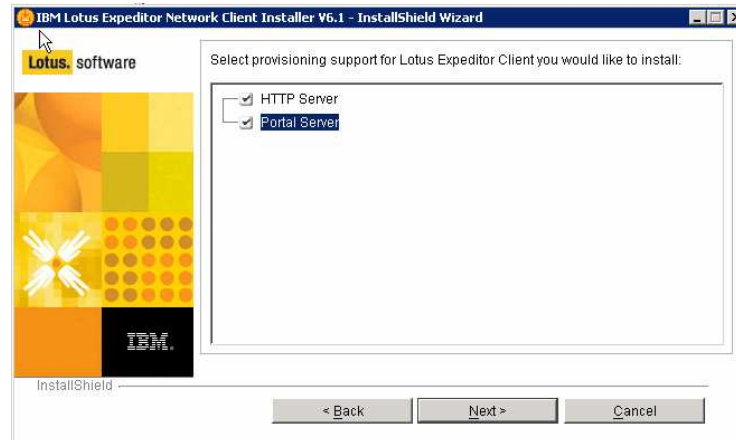 IBM Lotus Expeditor Network Client Installer V6.1 - InstallShield Wizard
Lotus. software
Select provisioning support for Lotus Expeditor Client you would like to install:
HTTP Server
Portal Server
IBM.
InstallShield
< Back
Next >
Cancel